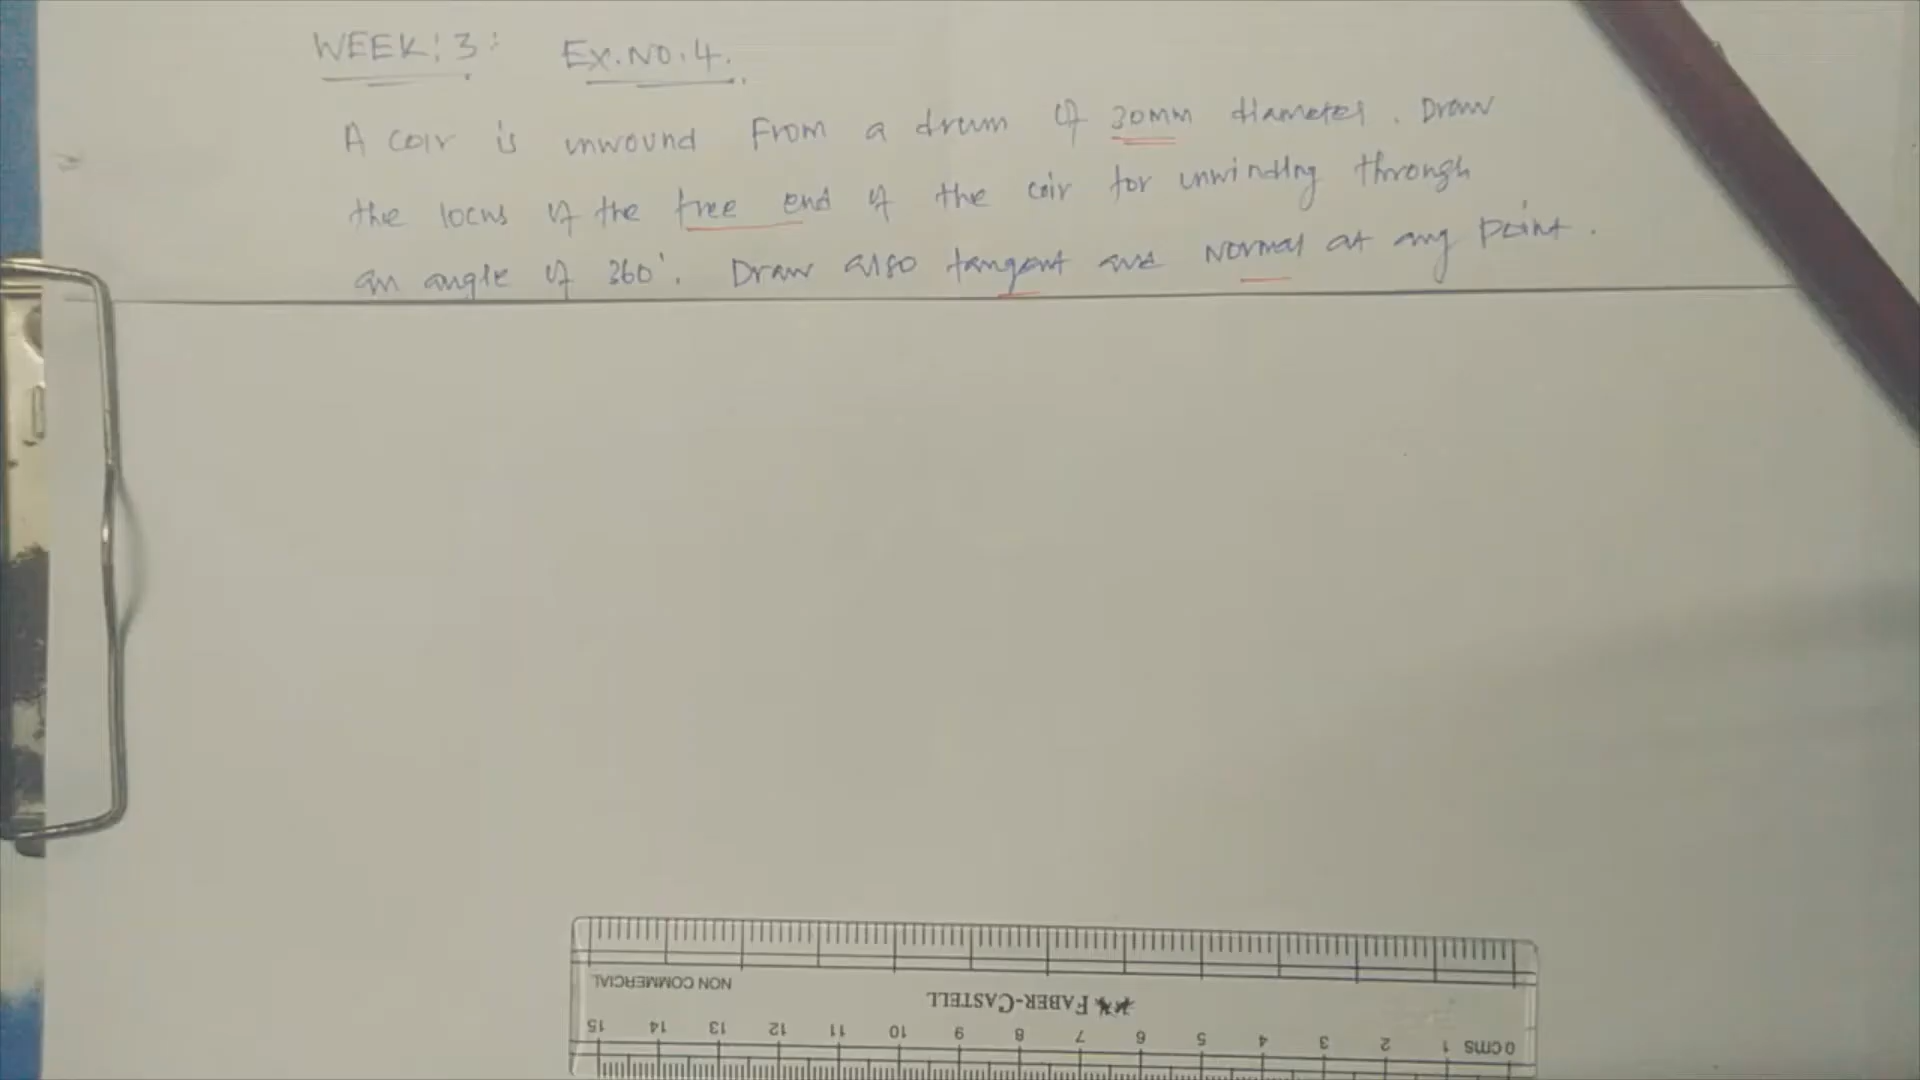 WEEK: 3: Ex. No. 4.
A coir is unwound From a drum of 30mm diameter. Draw
the locus of the free end of the coir for unwinding through
an angle of 360°. Draw also tangent and Normal at any point.
NON COMMERCIAL
FABER-CASTELL
15 14 13 12 11 10 9 8 7 6 5 4 3 2 1 0 cms